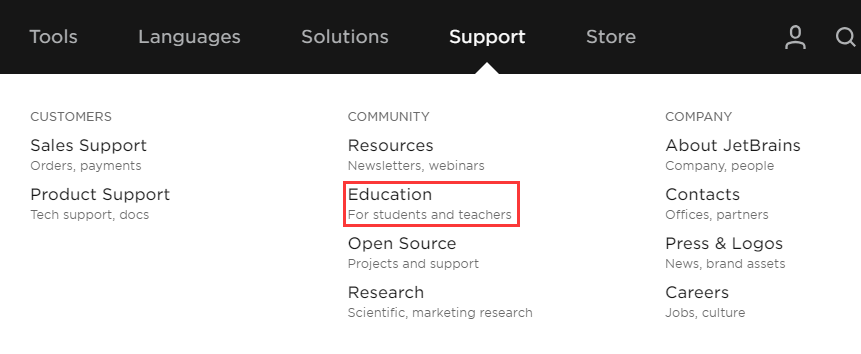 Tools Languages Solutions Support Store
CUSTOMERS
Sales Support
Orders, payments
Product Support
Tech support, docs
COMMUNITY
Resources
Newsletters, webinars
Education
For students and teachers
Open Source
Projects and support
Research
Scientific, marketing research
COMPANY
About JetBrains
Company, people
Contacts
Offices, partners
Press & Logos
News, brand assets
Careers
Jobs, culture